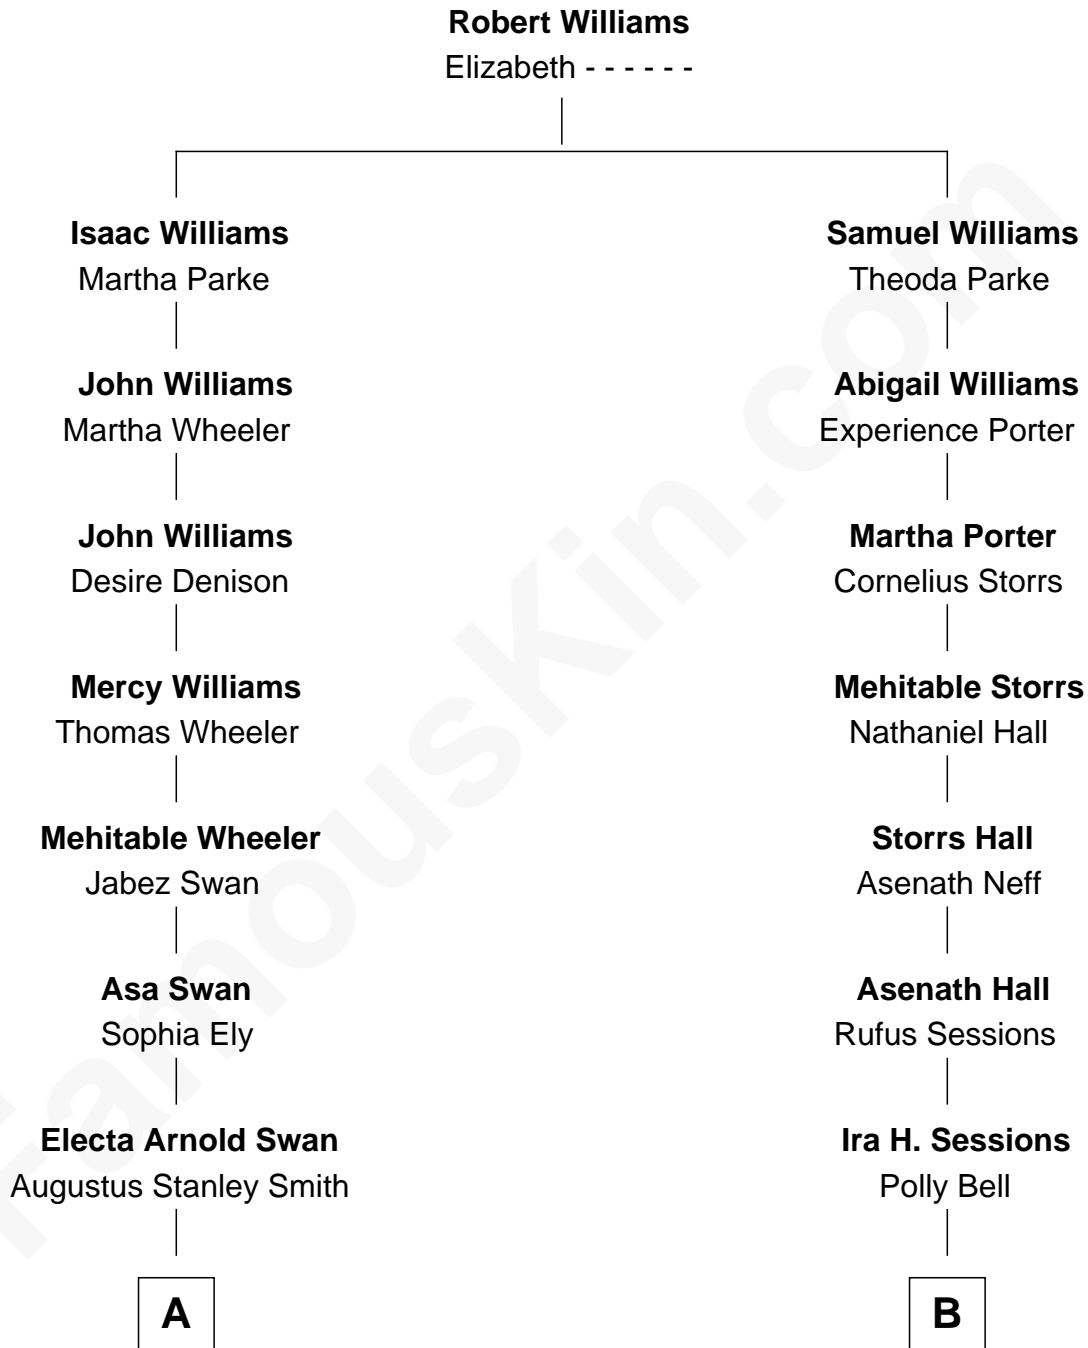 Robert Williams
Elizabeth - - - - - -
Isaac Williams
Martha Parke
John Williams
Martha Wheeler
John Williams
Desire Denison
Mercy Williams
Thomas Wheeler
Mehitable Wheeler
Jabez Swan
Asa Swan
Sophia Ely
Electa Arnold Swan
Augustus Stanley Smith
A
Samuel Williams
Theoda Parke
Abigail Williams
Experience Porter
Martha Porter
Cornelius Storrs
Mehitable Storrs
Nathaniel Hall
Storrs Hall
Asenath Neff
Asenath Hall
Rufus Sessions
Ira H. Sessions
Polly Bell
B
FamousKin.com